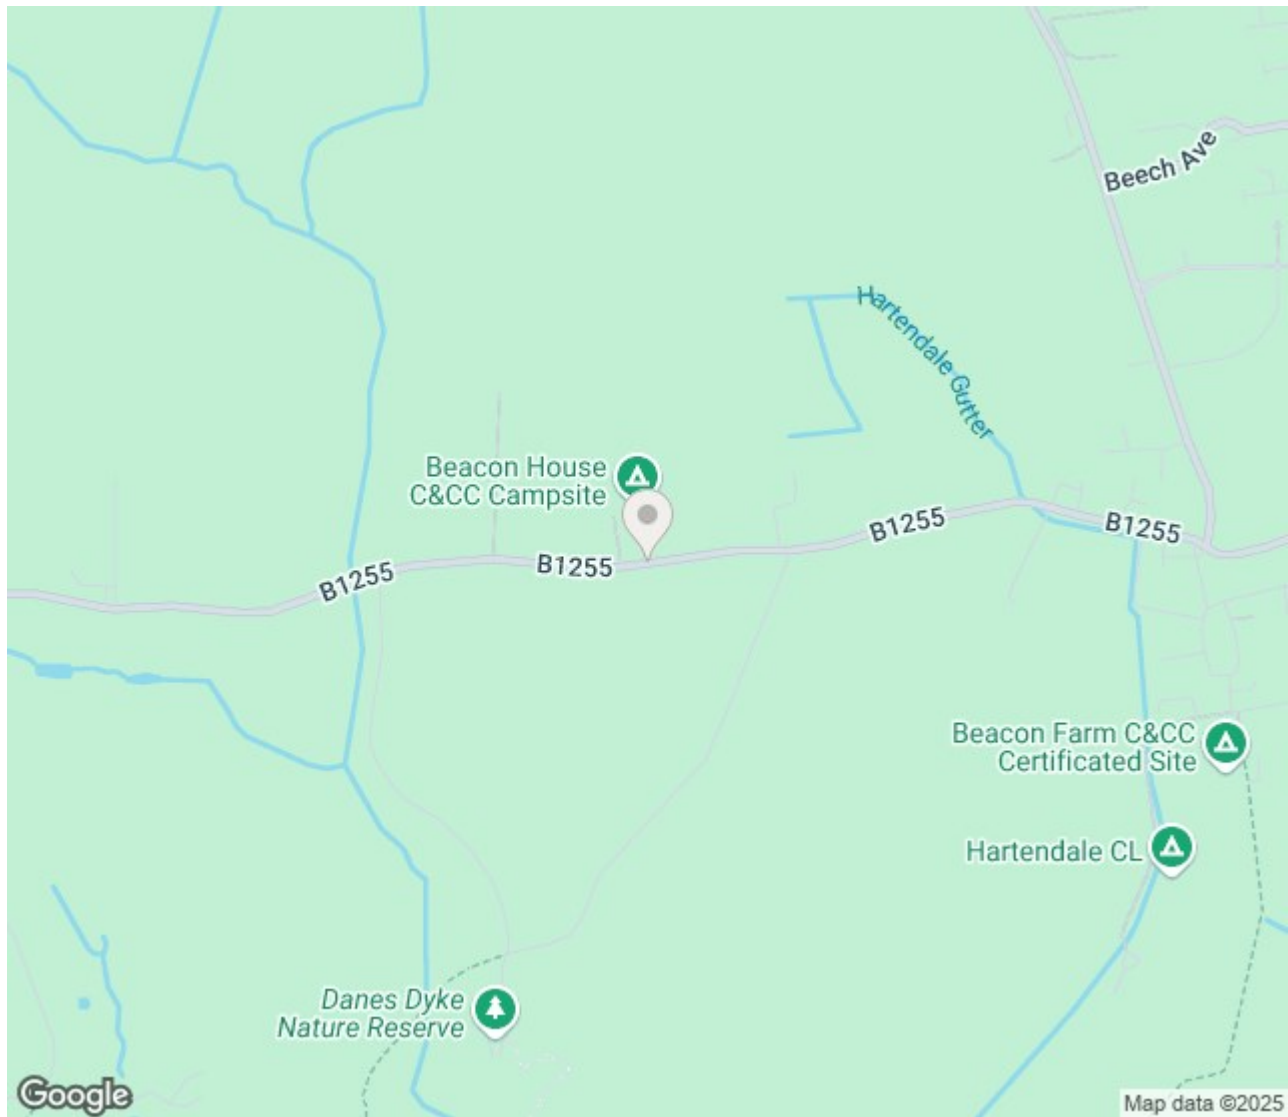 Beech Ave
Hartendale Gutter
Beacon House
C&CC Campsite
B1255
B1255
B1255
B1255
Beacon Farm C&CC
Certificated Site
Hartendale CL
Danes Dyke
Nature Reserve
Google
Map data ©2025